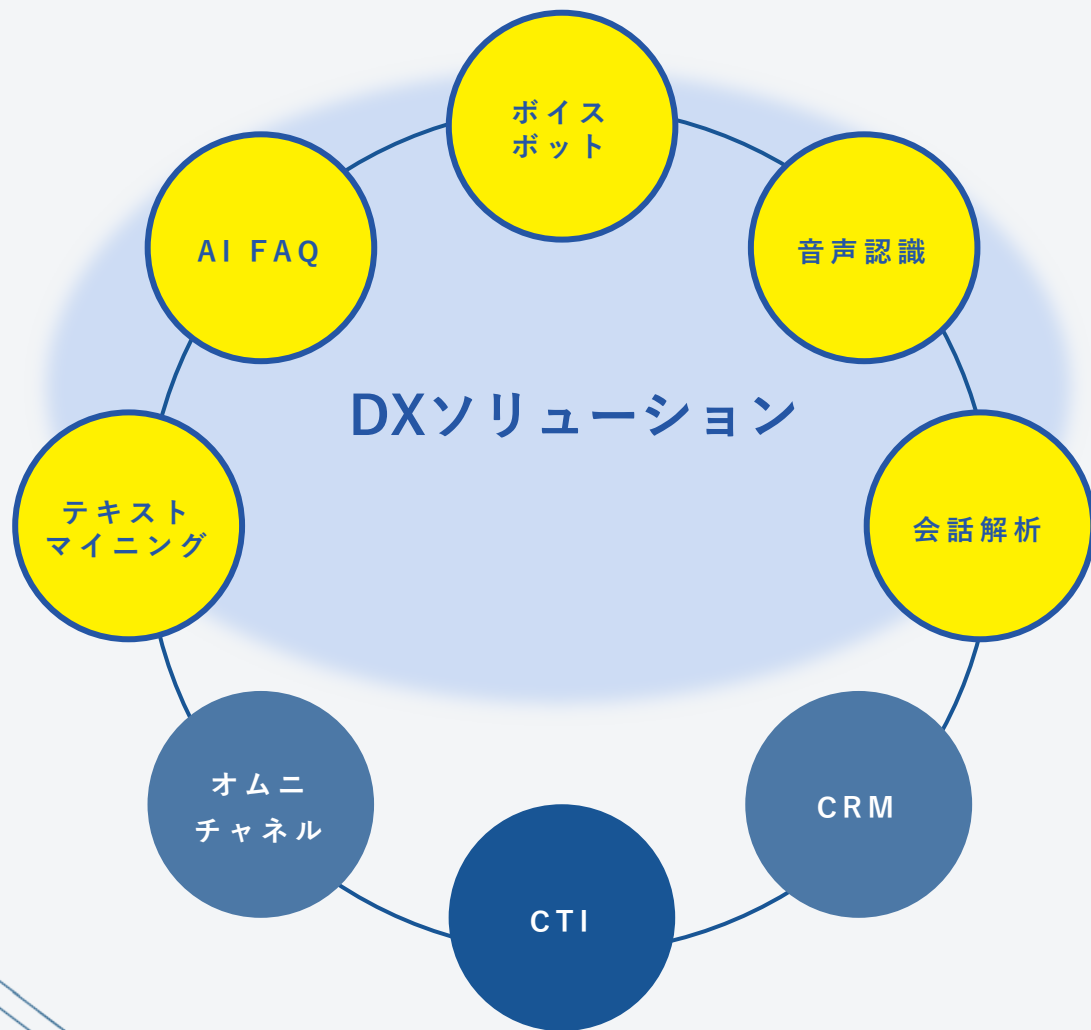 ボイス
ボット
AI FAQ
音声認識
DXソリューション
テキスト
マイニング
会話解析
オムニ
チャネル
CRM
CTI